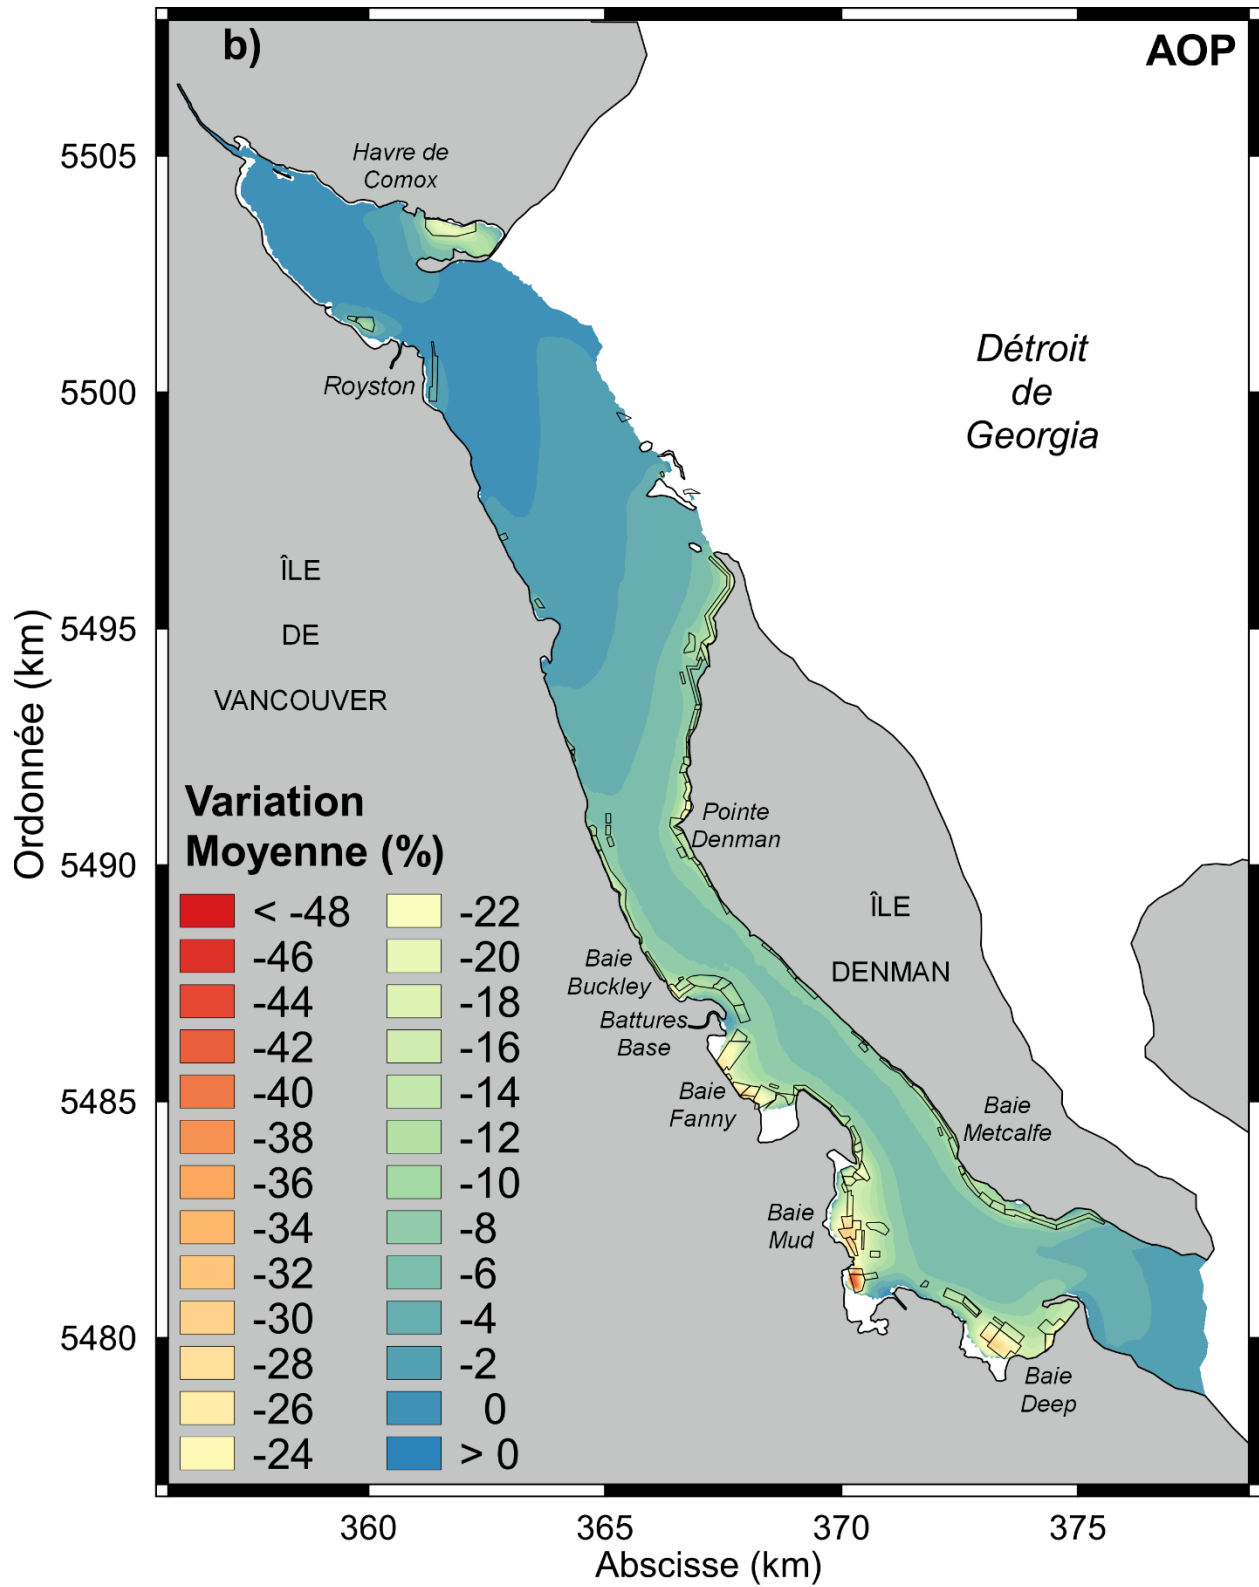 b)
AOP
5505
Havre de
Comox
Détroit
de
Georgia
5500
Royston
ÎLE
DE
VANCOUVER
5495
Ordonnée (km)
Pointe
Denman
5490
ÎLE
DENMAN
Baie
Buckley
Battures
Base
Baie
Fanny
Baie
Metcalfe
5485
Baie
Mud
5480
Baie
Deep
Variation
Moyenne (%)
< -48
-46
-44
-42
-40
-38
-36
-34
-32
-30
-28
-26
-24
-22
-20
-18
-16
-14
-12
-10
-8
-6
-4
-2
0
> 0
360
365
370
375
Abscisse (km)